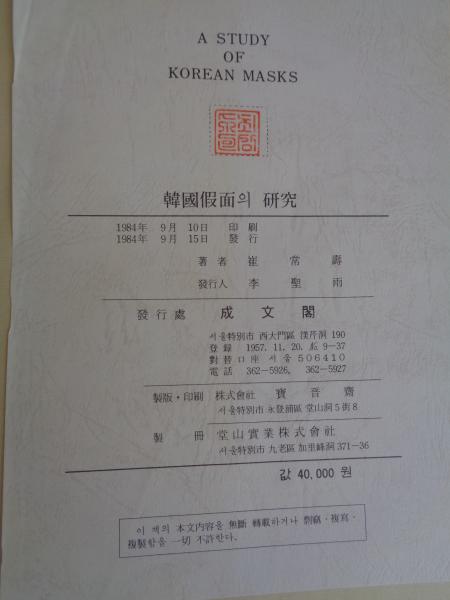 A STUDY
OF
KOREAN MASKS
韓國假面의 硏究
1984年 9月 10日 印刷
1984年 9月 15日 發行
著者 崔常壽
發行人 李聖雨
發行處 成文閣
서울特別市 西大門區 渼芹洞 190
登錄 1957. 11. 20. № 9-37
對替口座 서울 506410
電話 362-5926, 362-5927
製版·印刷 株式會社 寶晉齋
서울特別市 永登浦區 堂山洞 5街 8
製冊 堂山實業株式會社
서울特別市 九老區 加里峰洞 371-36
값 40,000 원
이 책의 本文內容을 無斷 轉載하거나 剽竊·複寫·
複製함을 一切 不許한다.